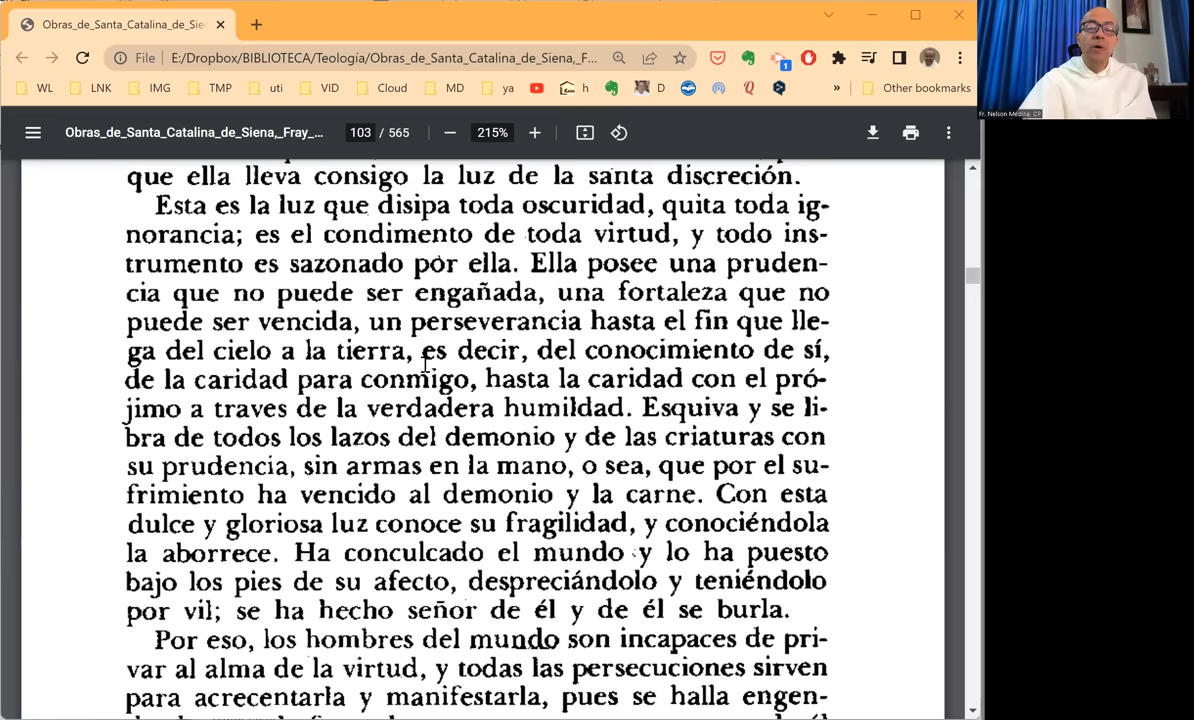 Obras_de_Santa_Catalina_de_Sie
File
E:/Dropbox/BIBLIOTECA/Teología/Obras_de_Santa_Catalina_de_Siena,_F...
1
WL
LNK
IMG
TMP
uti
VID
Cloud
MD
ya
h
D
»
Other bookmarks
Fr. Nelson Medina, OP
Obras_de_Santa_Catalina_de_Siena,_Fray_...
103 / 565
215%
que ella lleva consigo la luz de la santa discreción.
Esta es la luz que disipa toda oscuridad, quita toda ig-
norancia; es el condimento de toda virtud, y todo ins-
trumento es sazonado por ella. Ella posee una pruden-
cia que no puede ser engañada, una fortaleza que no
puede ser vencida, un perseverancia hasta el fin que lle-
ga del cielo a la tierra, es decir, del conocimiento de sí,
de la caridad para conmigo, hasta la caridad con el pró-
jimo a traves de la verdadera humildad. Esquiva y se li-
bra de todos los lazos del demonio y de las criaturas con
su prudencia, sin armas en la mano, o sea, que por el su-
frimiento ha vencido al demonio y la carne. Con esta
dulce y gloriosa luz conoce su fragilidad, y conociéndola
la aborrece. Ha conculcado el mundo y lo ha puesto
bajo los pies de su afecto, despreciándolo y teniéndolo
por vil; se ha hecho señor de él y de él se burla.
Por eso, los hombres del mundo son incapaces de pri-
var al alma de la virtud, y todas las persecuciones sirven
para acrecentarla y manifestarla, pues se halla engen-